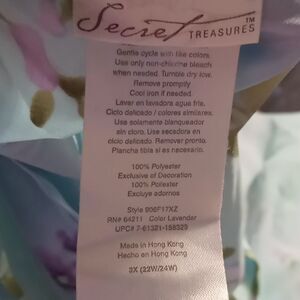 Secret TREASURES™
Gentle cycle with like colors.
Use only non-chlorine bleach
when needed. Tumble dry low.
Remove promptly
Cool iron if needed.
Lavar en lavadora agua fria.
Ciclo delicado / colores similares.
Use solamente blanqueador
sin cloro. Use secadora en
ciclo delicado. Remover pronto.
Plancha tibia si es necesario.
100% Polyester
Exclusive of Decoration
100% Poliester
Excluye adornos
Style 906F17XZ
RN# 64211 Color Lavender
UPC# 7-61321-158323
Made in Hong Kong
Hecho en Hong Kong
3X (22W/24W)